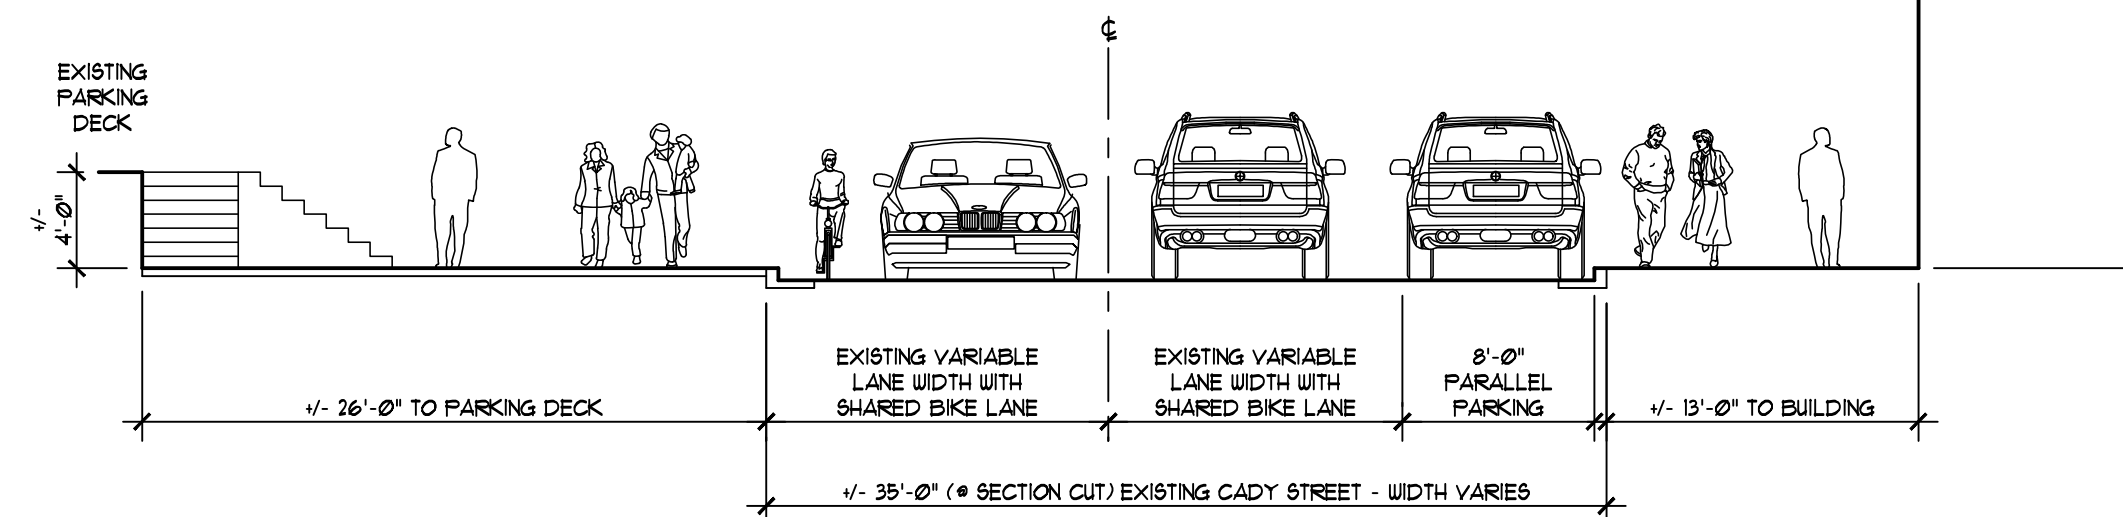 ℄
EXISTING
PARKING
DECK
+/-
4'-0"
EXISTING VARIABLE
LANE WIDTH WITH
SHARED BIKE LANE
EXISTING VARIABLE
LANE WIDTH WITH
SHARED BIKE LANE
8'-0"
PARALLEL
PARKING
+/- 26'-0" TO PARKING DECK
+/- 13'-0" TO BUILDING
+/- 35'-0" (@ SECTION CUT) EXISTING CADY STREET - WIDTH VARIES